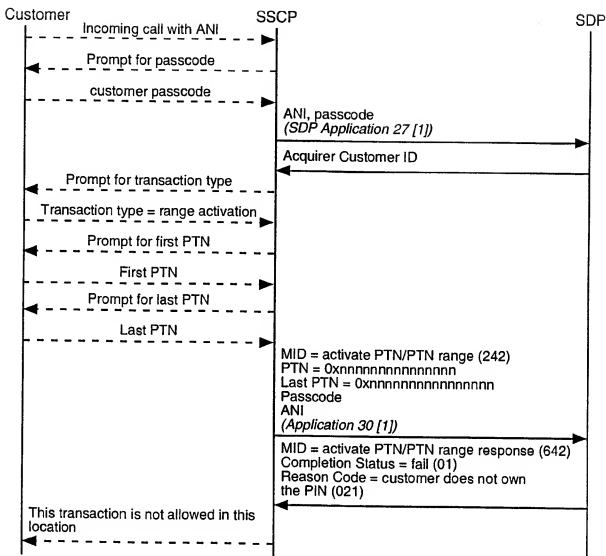 Customer
SSCP
SDP
Incoming call with ANI
Prompt for passcode
customer passcode
ANI, passcode
(SDP Application 27 [1])
Acquirer Customer ID
Prompt for transaction type
Transaction type = range activation
Prompt for first PTN
First PTN
Prompt for last PTN
Last PTN
MID = activate PTN/PTN range (242)
PTN = 0xnnnnnnnnnnnnnnnn
Last PTN = 0xnnnnnnnnnnnnnnnn
Passcode
ANI
(Application 30 [1])
MID = activate PTN/PTN range response (642)
Completion Status = fail (01)
Reason Code = customer does not own
the PIN (021)
This transaction is not allowed in this
location